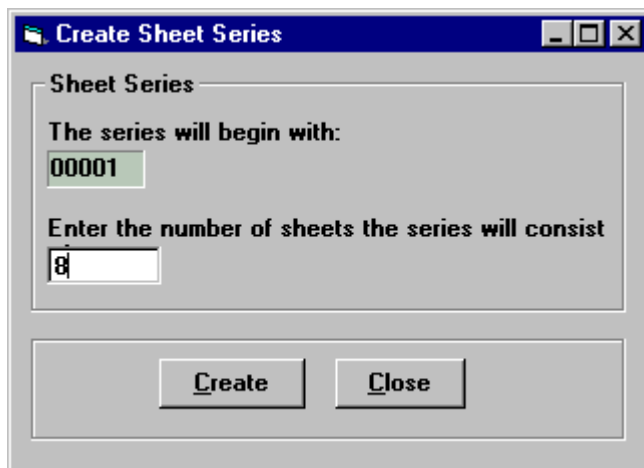 Create Sheet Series
Sheet Series
The series will begin with:
00001
Enter the number of sheets the series will consist
8
Create
Close